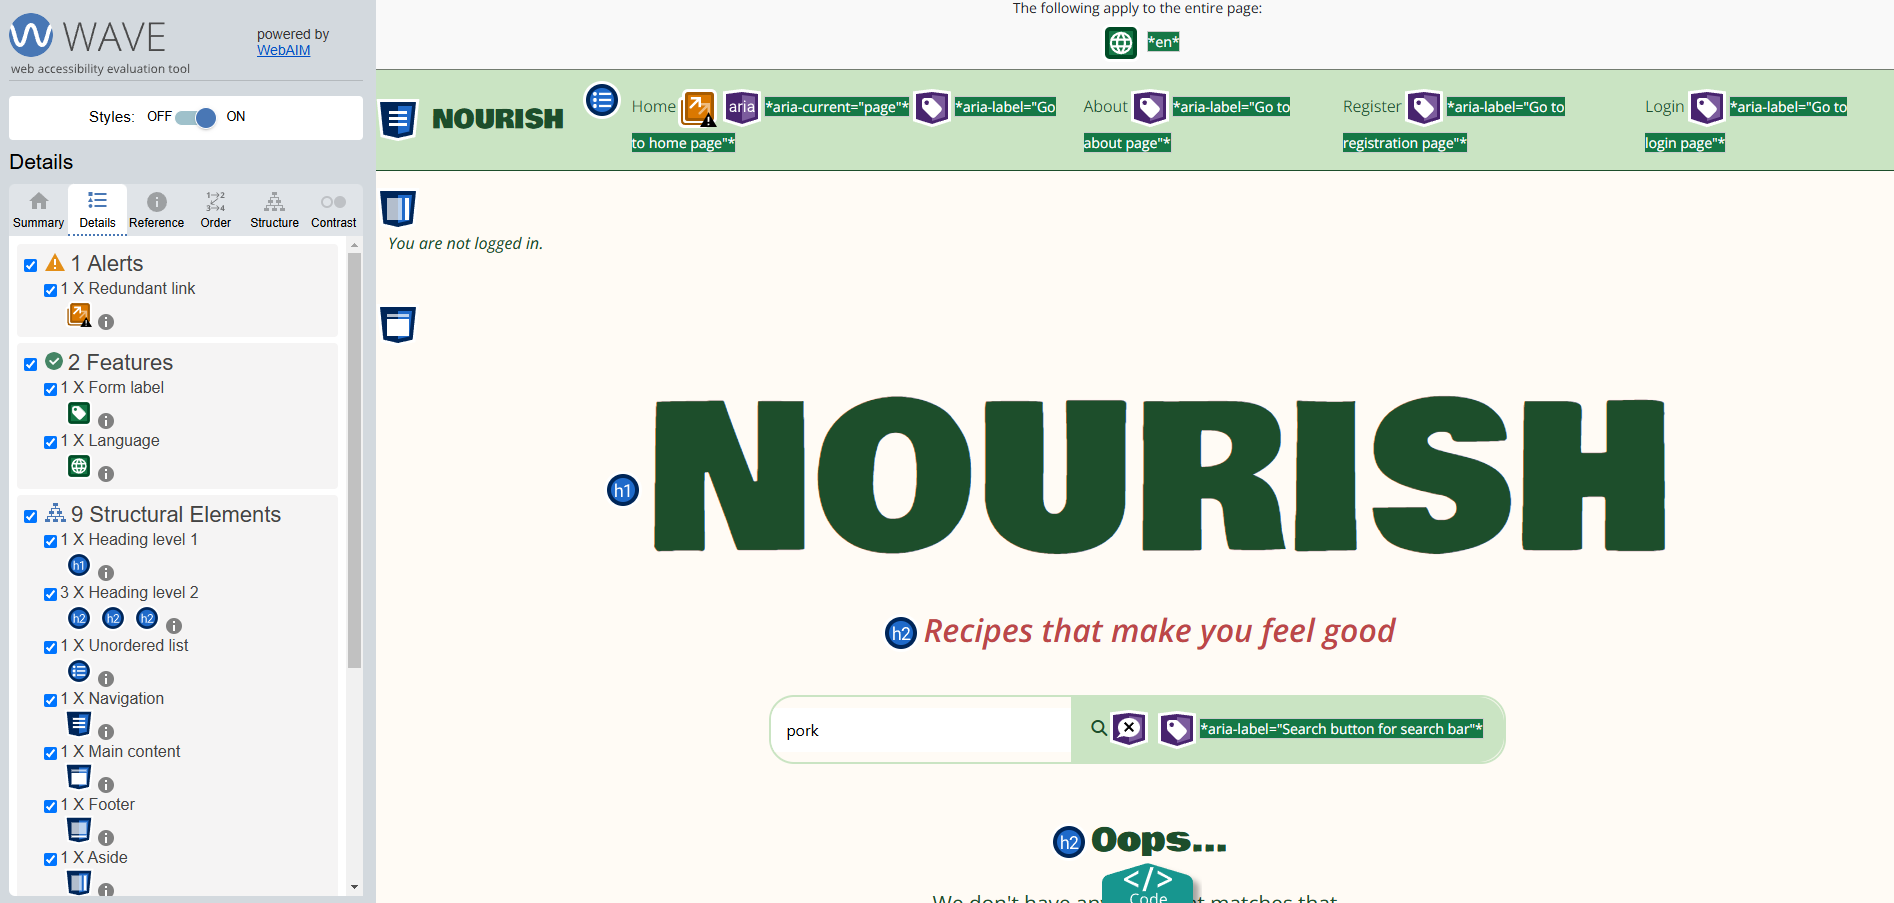 WAVE
powered by
WebAIM
web accessibility evaluation tool
Styles: OFF ON
Details
Summary Details Reference Order Structure Contrast
1 Alerts
1 X Redundant link
2 Features
1 X Form label
1 X Language
9 Structural Elements
1 X Heading level 1
h1
3 X Heading level 2
h2 h2 h2
1 X Unordered list
1 X Navigation
1 X Main content
1 X Footer
1 X Aside
The following apply to the entire page:
*en*
NOURISH
Home aria *aria-current="page"* *aria-label="Go to home page"*
About *aria-label="Go to about page"*
Register *aria-label="Go to registration page"*
Login *aria-label="Go to login page"*
You are not logged in.
h1 NOURISH
h2 Recipes that make you feel good
pork
*aria-label="Search button for search bar"*
h2 Oops...
</> Code
We don't have any matches that